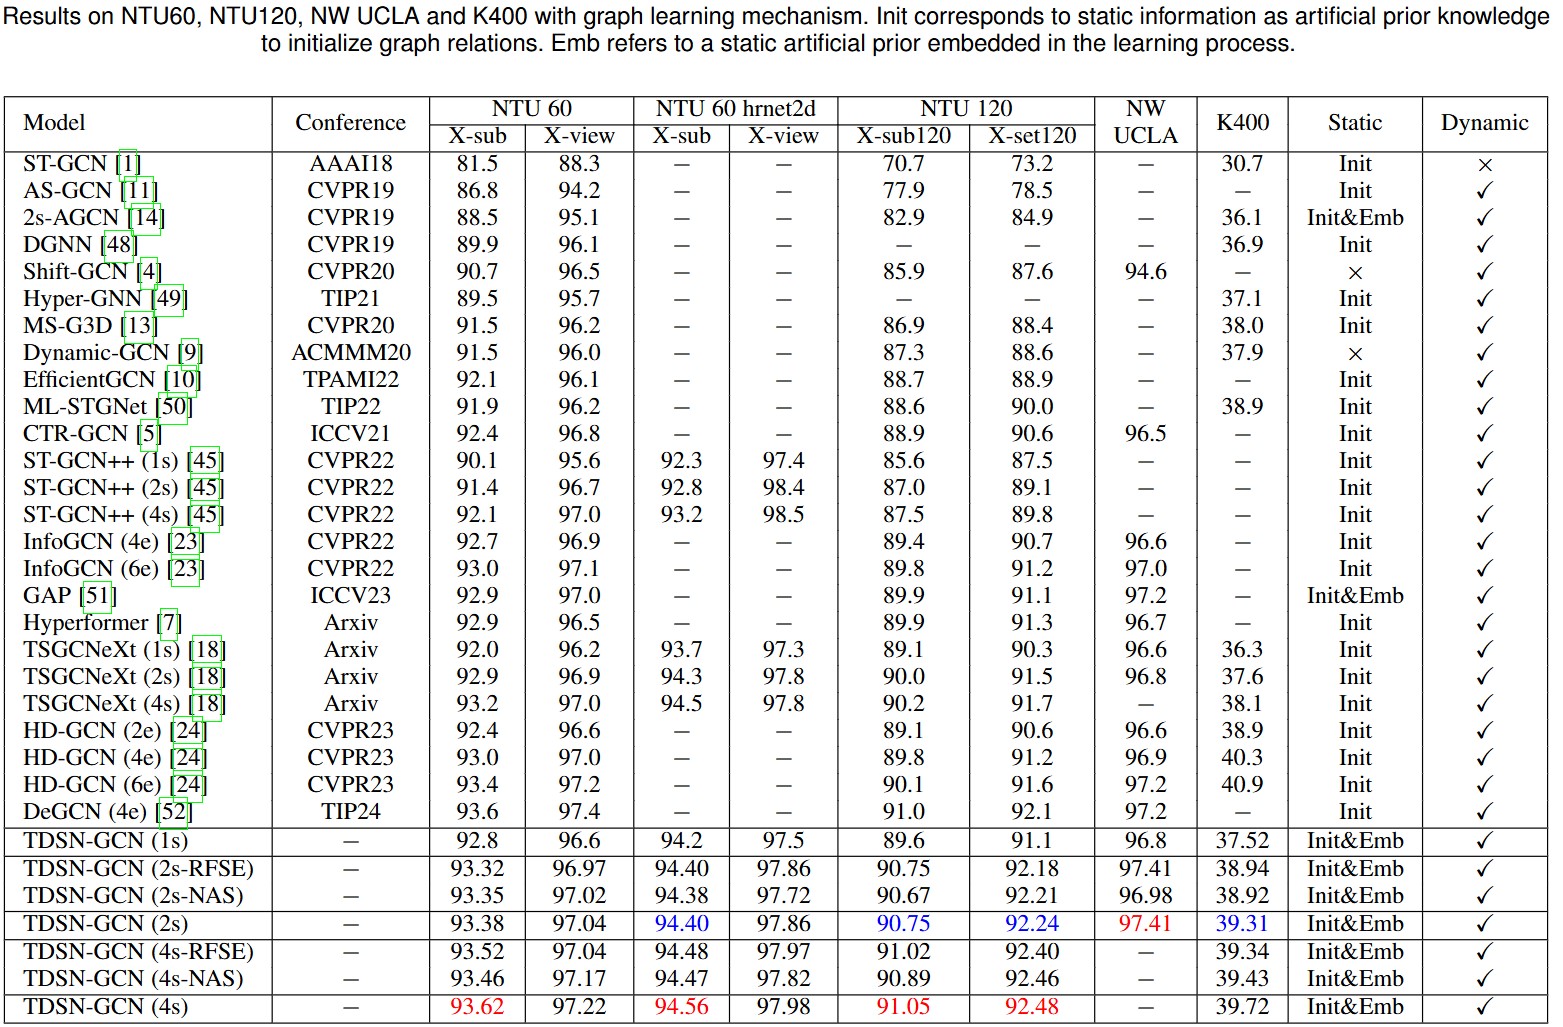 Results on NTU60, NTU120, NW UCLA and K400 with graph learning mechanism. Init corresponds to static information as artificial prior knowledge
to initialize graph relations. Emb refers to a static artificial prior embedded in the learning process.
Model Conference NTU 60 NTU 60 hrnet2d NTU 120 NW UCLA K400 Static Dynamic
X-sub X-view X-sub X-view X-sub120 X-set120
ST-GCN [1] AAAI18 81.5 88.3 — — 70.7 73.2 — 30.7 Init ×
AS-GCN [11] CVPR19 86.8 94.2 — — 77.9 78.5 — — Init ✓
2s-AGCN [14] CVPR19 88.5 95.1 — — 82.9 84.9 — 36.1 Init&Emb ✓
DGNN [48] CVPR19 89.9 96.1 — — — — — 36.9 Init ✓
Shift-GCN [4] CVPR20 90.7 96.5 — — 85.9 87.6 94.6 — × ✓
Hyper-GNN [49] TIP21 89.5 95.7 — — — — — 37.1 Init ✓
MS-G3D [13] CVPR20 91.5 96.2 — — 86.9 88.4 — 38.0 Init ✓
Dynamic-GCN [9] ACMMM20 91.5 96.0 — — 87.3 88.6 — 37.9 × ✓
EfficientGCN [10] TPAMI22 92.1 96.1 — — 88.7 88.9 — — Init ✓
ML-STGNet [50] TIP22 91.9 96.2 — — 88.6 90.0 — 38.9 Init ✓
CTR-GCN [5] ICCV21 92.4 96.8 — — 88.9 90.6 96.5 — Init ✓
ST-GCN++ (1s) [45] CVPR22 90.1 95.6 92.3 97.4 85.6 87.5 — — Init ✓
ST-GCN++ (2s) [45] CVPR22 91.4 96.7 92.8 98.4 87.0 89.1 — — Init ✓
ST-GCN++ (4s) [45] CVPR22 92.1 97.0 93.2 98.5 87.5 89.8 — — Init ✓
InfoGCN (4e) [23] CVPR22 92.7 96.9 — — 89.4 90.7 96.6 — Init ✓
InfoGCN (6e) [23] CVPR22 93.0 97.1 — — 89.8 91.2 97.0 — Init ✓
GAP [51] ICCV23 92.9 97.0 — — 89.9 91.1 97.2 — Init&Emb ✓
Hyperformer [7] Arxiv 92.9 96.5 — — 89.9 91.3 96.7 — Init ✓
TSGCNeXt (1s) [18] Arxiv 92.0 96.2 93.7 97.3 89.1 90.3 96.6 36.3 Init ✓
TSGCNeXt (2s) [18] Arxiv 92.9 96.9 94.3 97.8 90.0 91.5 96.8 37.6 Init ✓
TSGCNeXt (4s) [18] Arxiv 93.2 97.0 94.5 97.8 90.2 91.7 — 38.1 Init ✓
HD-GCN (2e) [24] CVPR23 92.4 96.6 — — 89.1 90.6 96.6 38.9 Init ✓
HD-GCN (4e) [24] CVPR23 93.0 97.0 — — 89.8 91.2 96.9 40.3 Init ✓
HD-GCN (6e) [24] CVPR23 93.4 97.2 — — 90.1 91.6 97.2 40.9 Init ✓
DeGCN (4e) [52] TIP24 93.6 97.4 — — 91.0 92.1 97.2 — Init ✓
TDSN-GCN (1s) — 92.8 96.6 94.2 97.5 89.6 91.1 96.8 37.52 Init&Emb ✓
TDSN-GCN (2s-RFSE) — 93.32 96.97 94.40 97.86 90.75 92.18 97.41 38.94 Init&Emb ✓
TDSN-GCN (2s-NAS) — 93.35 97.02 94.38 97.72 90.67 92.21 96.98 38.92 Init&Emb ✓
TDSN-GCN (2s) — 93.38 97.04 94.40 97.86 90.75 92.24 97.41 39.31 Init&Emb ✓
TDSN-GCN (4s-RFSE) — 93.52 97.04 94.48 97.97 91.02 92.40 — 39.34 Init&Emb ✓
TDSN-GCN (4s-NAS) — 93.46 97.17 94.47 97.82 90.89 92.46 — 39.43 Init&Emb ✓
TDSN-GCN (4s) — 93.62 97.22 94.56 97.98 91.05 92.48 — 39.72 Init&Emb ✓